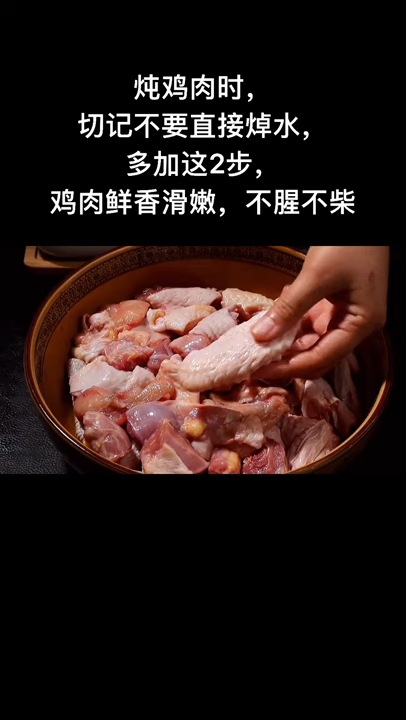 炖鸡肉时，
切记不要直接焯水，
多加这2步，
鸡肉鲜香滑嫩，不腥不柴